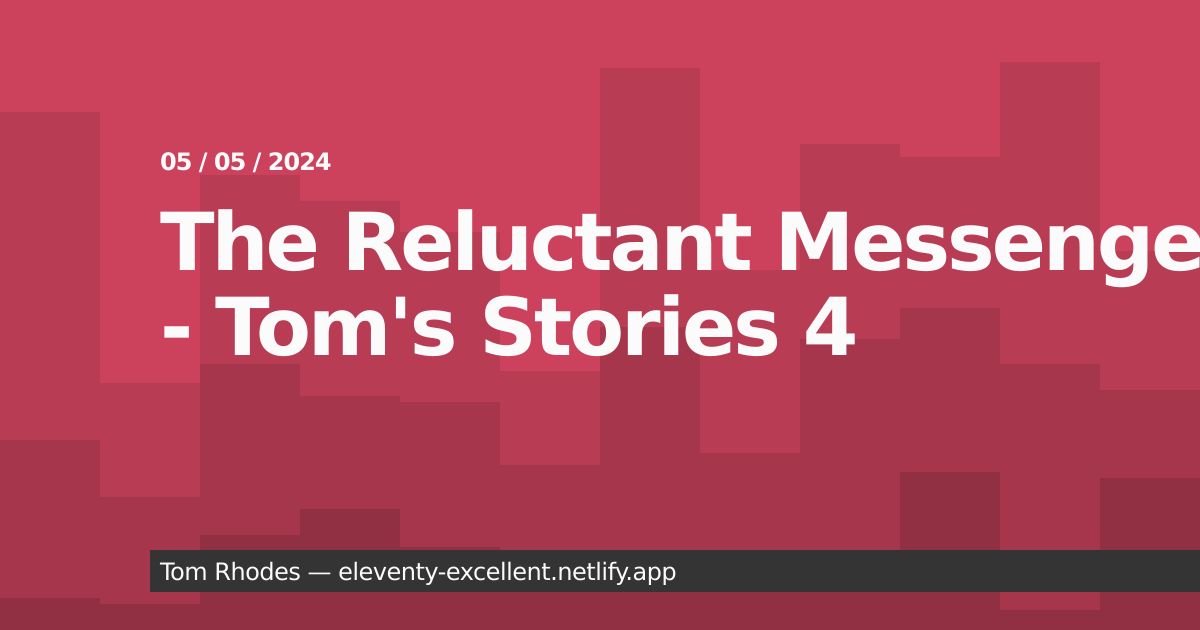 05 / 05 / 2024
The Reluctant Messenge
- Tom's Stories 4
Tom Rhodes — eleventy-excellent.netlify.app